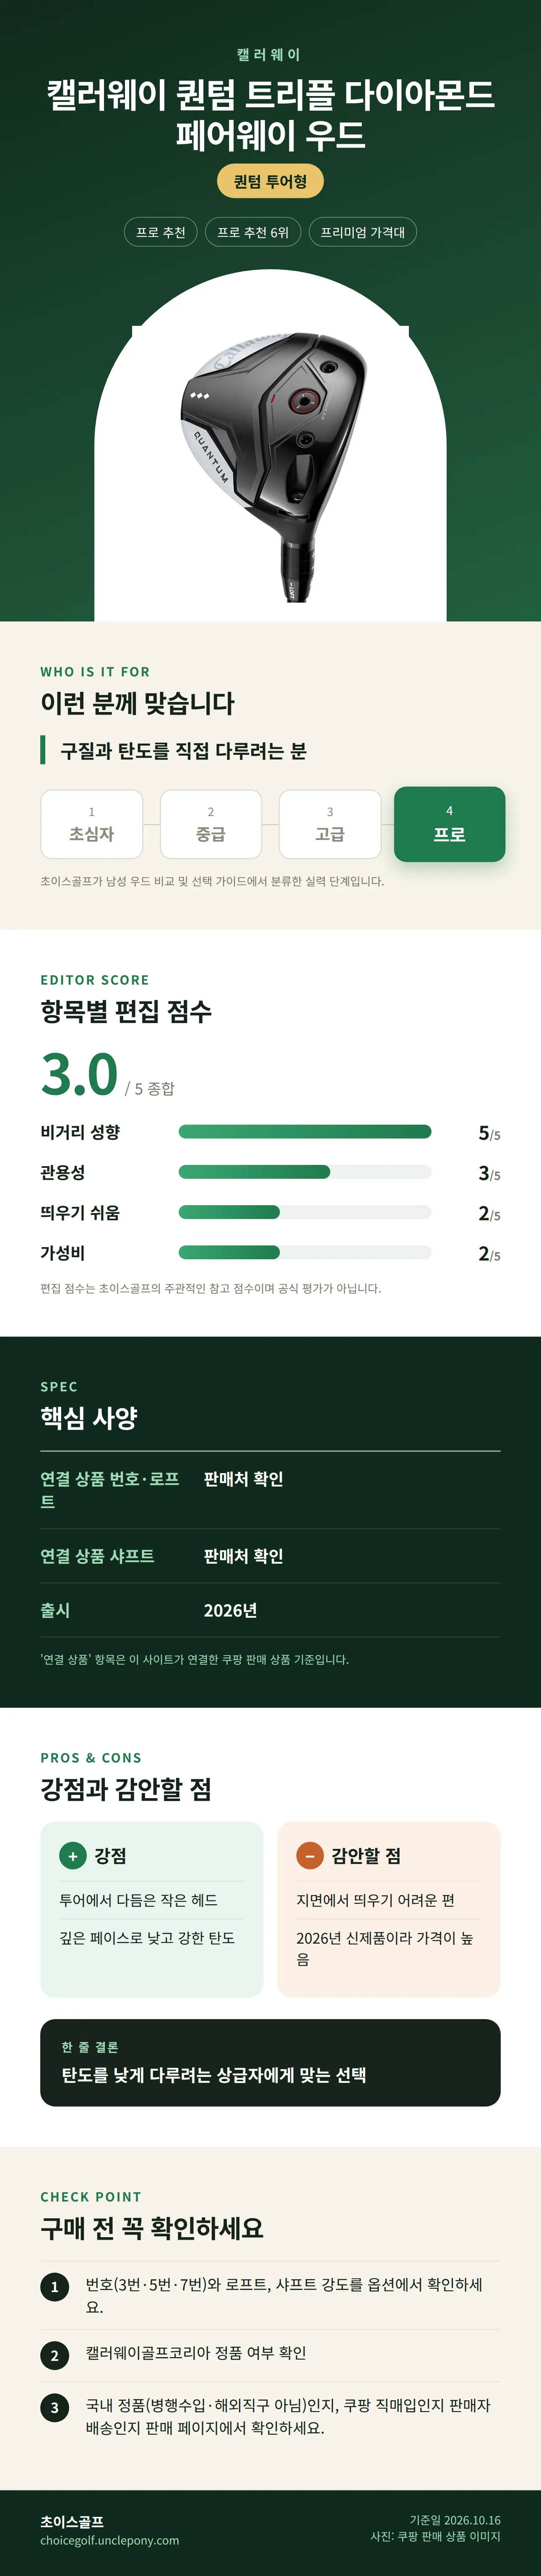 캘러웨이
캘러웨이 퀀텀 트리플 다이아몬드
페어웨이 우드
퀀텀 투어형
프로 추천
프로 추천 6위
프리미엄 가격대
Callaway
QUANTUM
WHO IS IT FOR
이런 분께 맞습니다
구질과 탄도를 직접 다루려는 분
1
초심자
2
중급
3
고급
4
프로
초이스골프가 남성 우드 비교 및 선택 가이드에서 분류한 실력 단계입니다.
EDITOR SCORE
항목별 편집 점수
3.0 / 5 종합
비거리 성향 5/5
관용성 3/5
띄우기 쉬움 2/5
가성비 2/5
편집 점수는 초이스골프의 주관적인 참고 점수이며 공식 평가가 아닙니다.
SPEC
핵심 사양
연결 상품 번호·로프 판매처 확인
트
연결 상품 샤프트 판매처 확인
출시 2026년
'연결 상품' 항목은 이 사이트가 연결한 쿠팡 판매 상품 기준입니다.
PROS & CONS
강점과 감안할 점
+ 강점
투어에서 다듬은 작은 헤드
깊은 페이스로 낮고 강한 탄도
− 감안할 점
지면에서 띄우기 어려운 편
2026년 신제품이라 가격이 높
음
한 줄 결론
탄도를 낮게 다루려는 상급자에게 맞는 선택
CHECK POINT
구매 전 꼭 확인하세요
1 번호(3번·5번·7번)와 로프트, 샤프트 강도를 옵션에서 확인하세
요.
2 캘러웨이골프코리아 정품 여부 확인
3 국내 정품(병행수입·해외직구 아님)인지, 쿠팡 직매입인지 판매자
배송인지 판매 페이지에서 확인하세요.
초이스골프
choicegolf.unclepony.com
기준일 2026.10.16
사진: 쿠팡 판매 상품 이미지